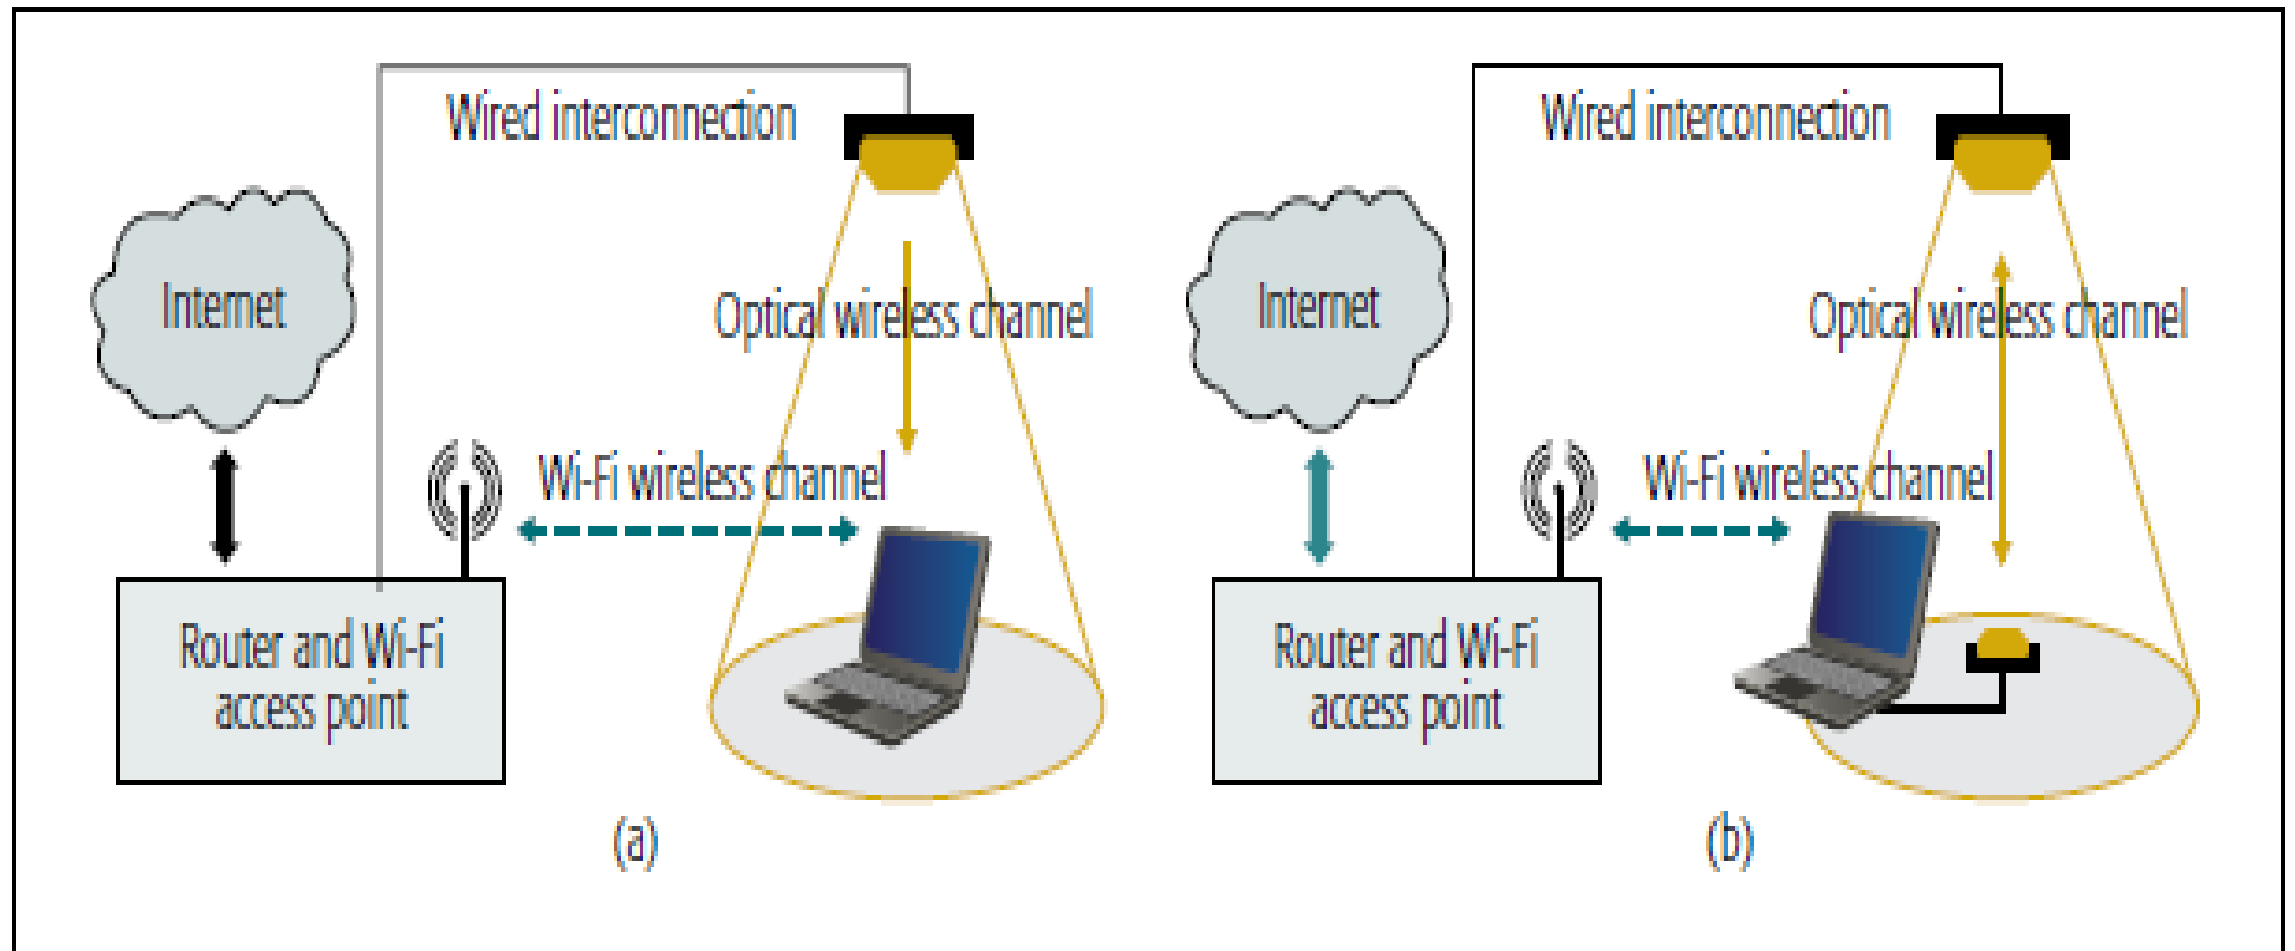 Wired interconnection
Internet
Optical wireless channel
Wi-Fi wireless channel
Router and Wi-Fi
access point
(a)
Wired interconnection
Internet
Optical wireless channel
Wi-Fi wireless channel
Router and Wi-Fi
access point
(b)